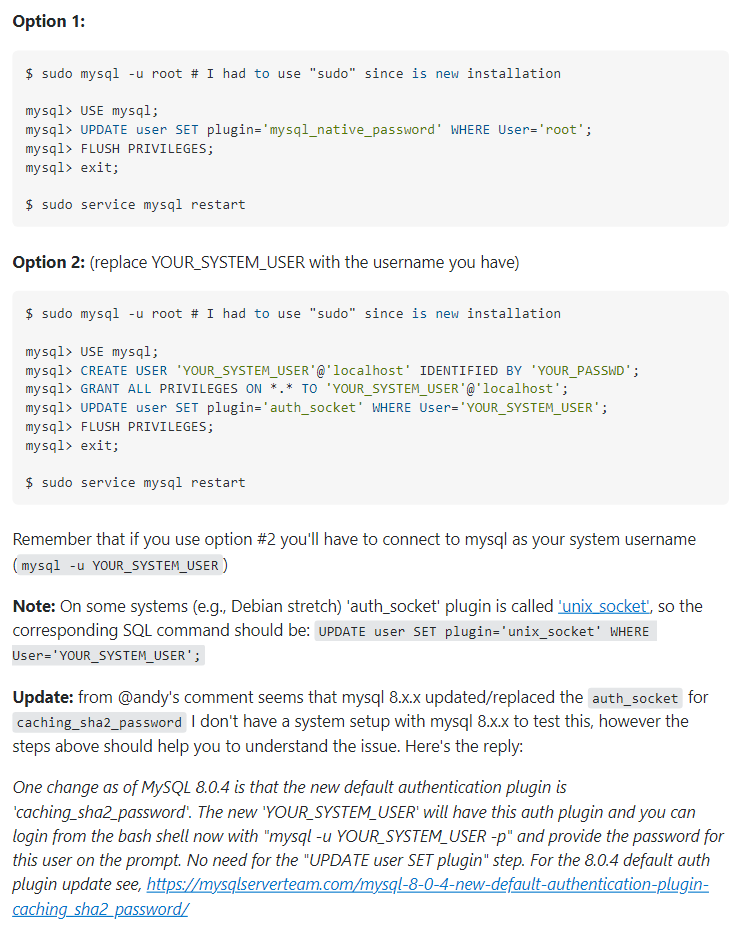 Option 1:
$ sudo mysql -u root # I had to use "sudo" since is new installation
mysql> USE mysql;
mysql> UPDATE user SET plugin='mysql_native_password' WHERE User='root';
mysql> FLUSH PRIVILEGES;
mysql> exit;
$ sudo service mysql restart
Option 2: (replace YOUR_SYSTEM_USER with the username you have)
$ sudo mysql -u root # I had to use "sudo" since is new installation
mysql> USE mysql;
mysql> CREATE USER 'YOUR_SYSTEM_USER'@'localhost' IDENTIFIED BY 'YOUR_PASSWD';
mysql> GRANT ALL PRIVILEGES ON *.* TO 'YOUR_SYSTEM_USER'@'localhost';
mysql> UPDATE user SET plugin='auth_socket' WHERE User='YOUR_SYSTEM_USER';
mysql> FLUSH PRIVILEGES;
mysql> exit;
$ sudo service mysql restart
Remember that if you use option #2 you'll have to connect to mysql as your system username
(mysql -u YOUR_SYSTEM_USER)
Note: On some systems (e.g., Debian stretch) 'auth_socket' plugin is called 'unix_socket', so the
corresponding SQL command should be: UPDATE user SET plugin='unix_socket' WHERE
User='YOUR_SYSTEM_USER';
Update: from @andy's comment seems that mysql 8.x.x updated/replaced the auth_socket for
caching_sha2_password I don't have a system setup with mysql 8.x.x to test this, however the
steps above should help you to understand the issue. Here's the reply:
One change as of MySQL 8.0.4 is that the new default authentication plugin is
'caching_sha2_password'. The new 'YOUR_SYSTEM_USER' will have this auth plugin and you can
login from the bash shell now with "mysql -u YOUR_SYSTEM_USER -p" and provide the password for
this user on the prompt. No need for the "UPDATE user SET plugin" step. For the 8.0.4 default auth
plugin update see, https://mysqlserverteam.com/mysql-8-0-4-new-default-authentication-plugin-
caching_sha2_password/